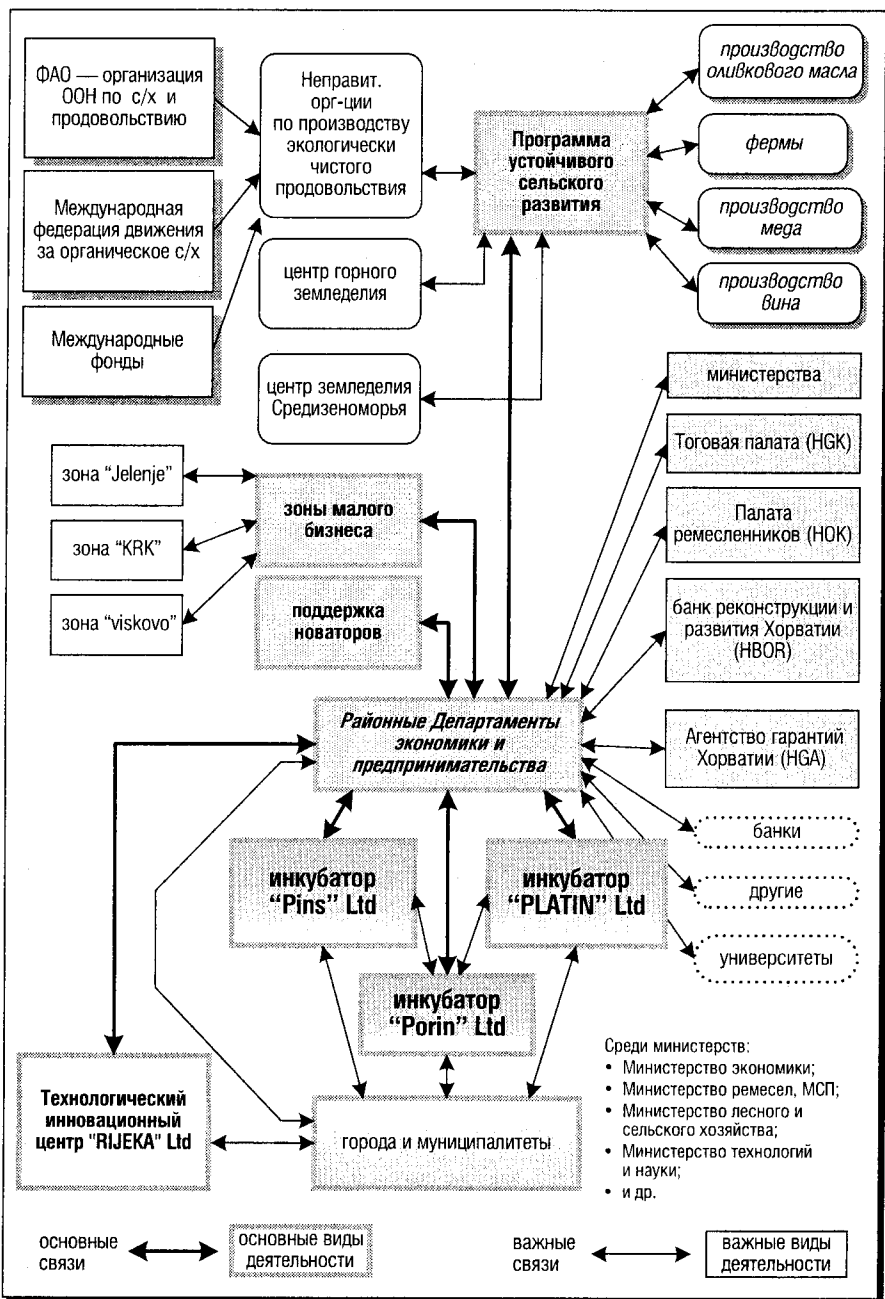 ФАО — организация
ООН по с/х и
продовольствию
Международная
федерация движения
за органическое с/х
Международные
фонды
Неправит.
орг-ции
по производству
экологически
чистого
продовольствия
центр горного
земледелия
центр земледелия
Средизеноморья
Программа
устойчивого
сельского
развития
производство
оливкового масла
фермы
производство
меда
производство
вина
министерства
Тоговая палата (HGK)
Палата
ремесленников (HOK)
банк реконструкции и
развития Хорватии
(HBOR)
Агентство гарантий
Хорватии (HGA)
банки
другие
университеты
зона “Jelenje”
зона “KRK”
зона “viskovo”
зоны малого
бизнеса
поддержка
новаторов
Районные Департаменты
экономики и
предпринимательства
инкубатор
“Pins” Ltd
инкубатор
“PLATIN” Ltd
инкубатор
“Porin” Ltd
Технологический
инновационный
центр "RIJEKA" Ltd
города и муниципалитеты
Среди министерств:
• Министерство экономики;
• Министерство ремесел, МСП;
• Министерство лесного и
сельского хозяйства;
• Министерство технологий
и науки;
• и др.
основные
связи
основные виды
деятельности
важные
связи
важные виды
деятельности